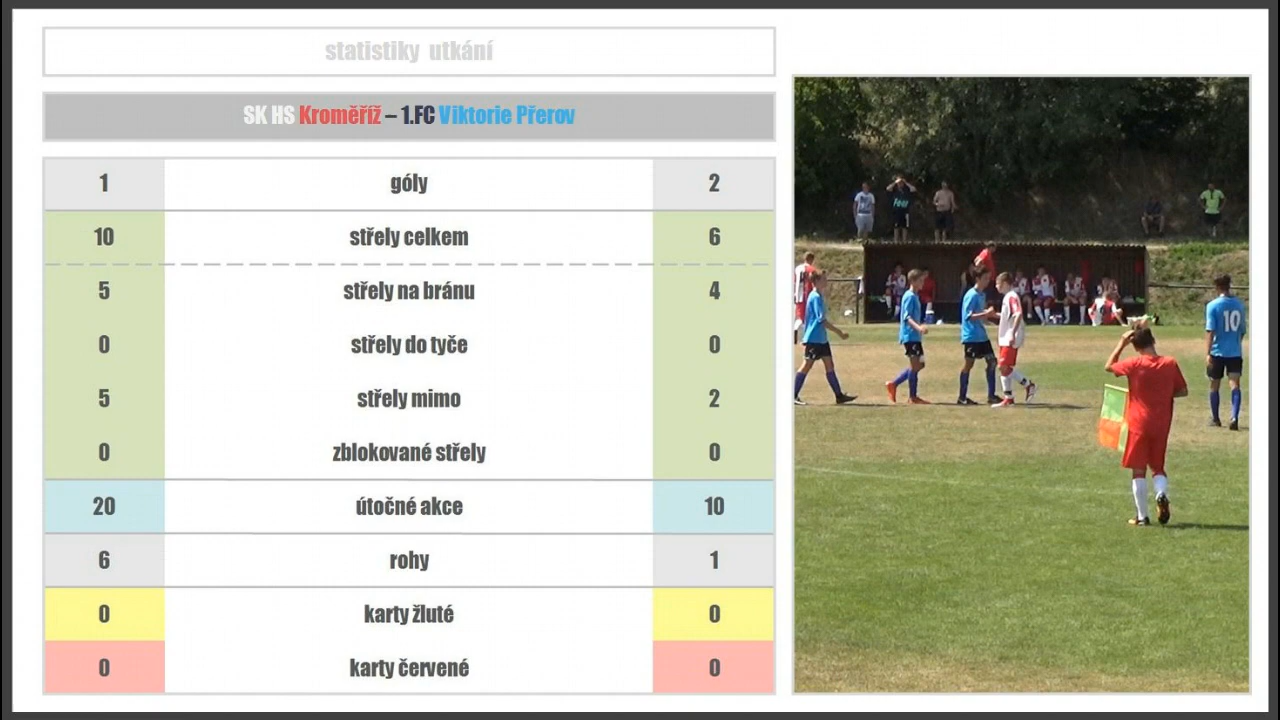 statistiky utkání
SK HS Kroměříž – 1.FC Viktorie Přerov
1 góly 2
10 střely celkem 6
5 střely na bránu 4
0 střely do tyče 0
5 střely mimo 2
0 zblokované střely 0
20 útočné akce 10
6 rohy 1
0 karty žluté 0
0 karty červené 0
10